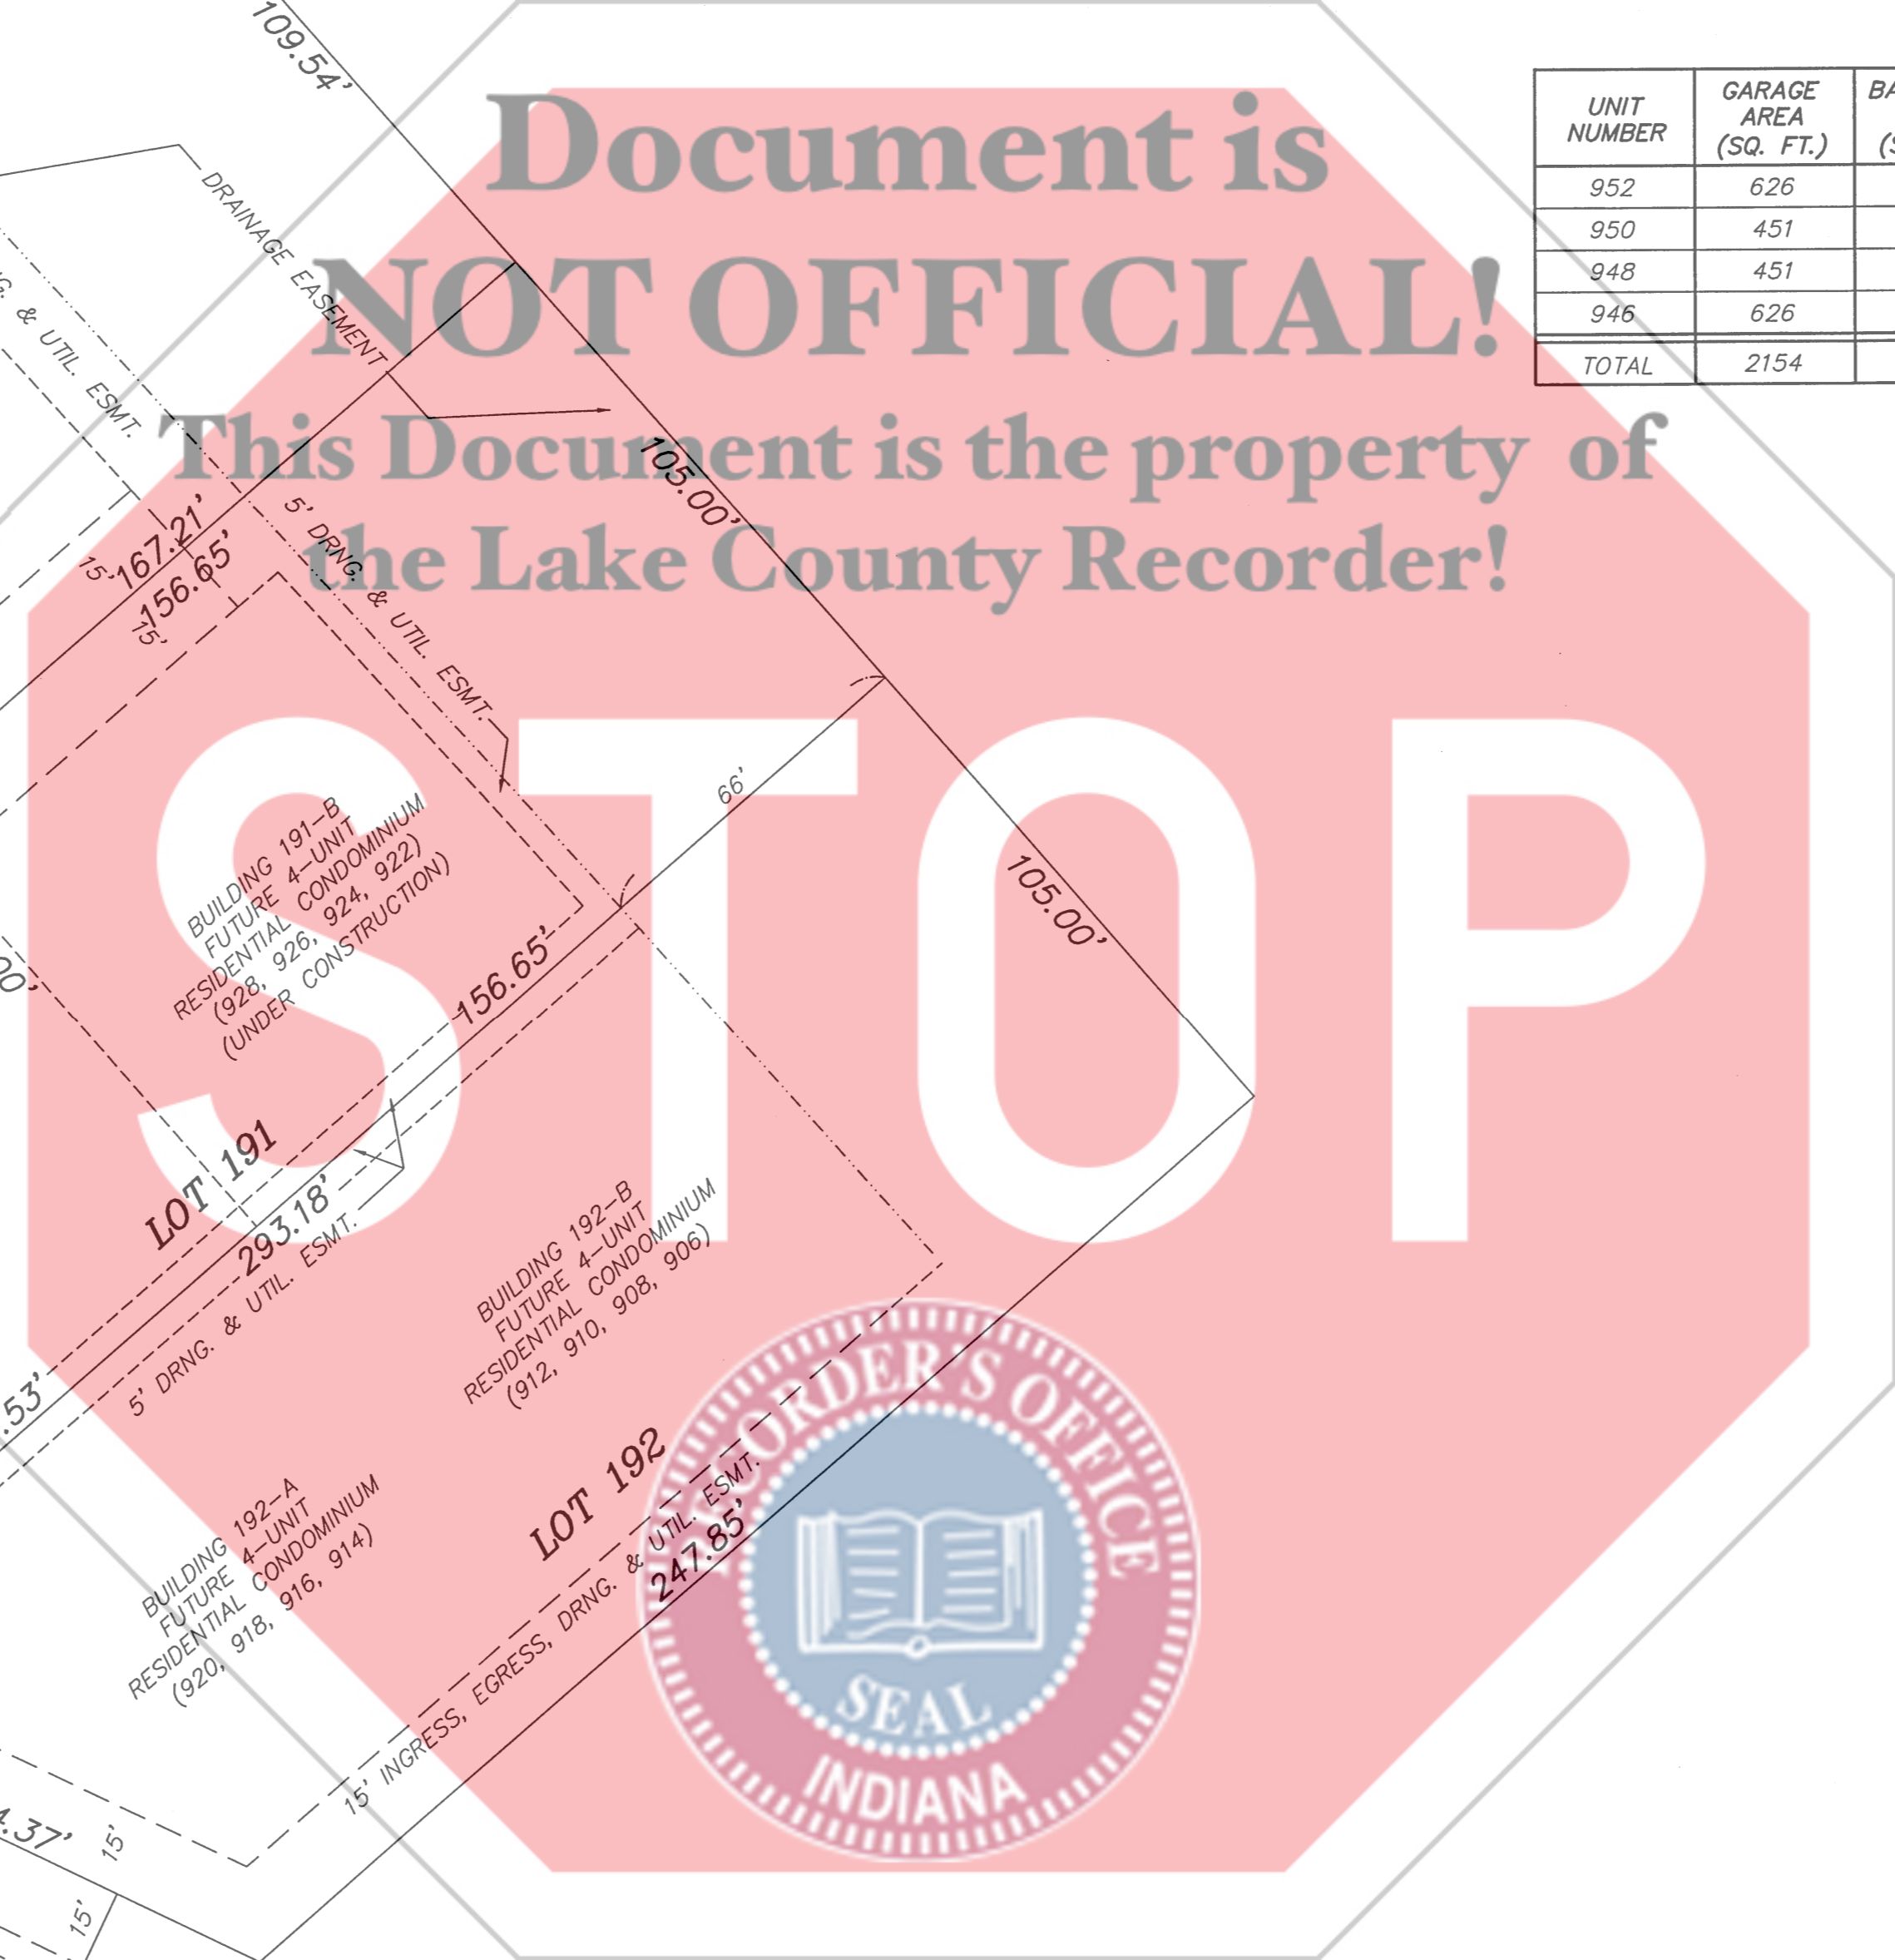 109.54'
Document is
NOT OFFICIAL!
This Document is the property of
the Lake County Recorder!
STOP
UNIT NUMBER GARAGE AREA (SQ. FT.)
952 626
950 451
948 451
946 626
TOTAL 2154
DRAINAGE EASEMENT
& UTIL. ESMT.
105.00'
15'
167.21'
156.65'
15'
5' DRNG. & UTIL. ESMT.
66'
105.00'
BUILDING 191-B
FUTURE 4-UNIT
RESIDENTIAL CONDOMINIUM
(928, 926, 924, 922)
(UNDER CONSTRUCTION)
156.65'
LOT 191
293.18'
5' DRNG. & UTIL. ESMT.
BUILDING 192-B
FUTURE 4-UNIT
RESIDENTIAL CONDOMINIUM
(912, 910, 908, 906)
.53'
LOT 192
BUILDING 192-A
FUTURE 4-UNIT
RESIDENTIAL CONDOMINIUM
(920, 918, 916, 914)
15' INGRESS, EGRESS, DRNG. & UTIL. ESMT.
247.85'
RECORDER'S OFFICE
SEAL
INDIANA
4.37'
15'
15'